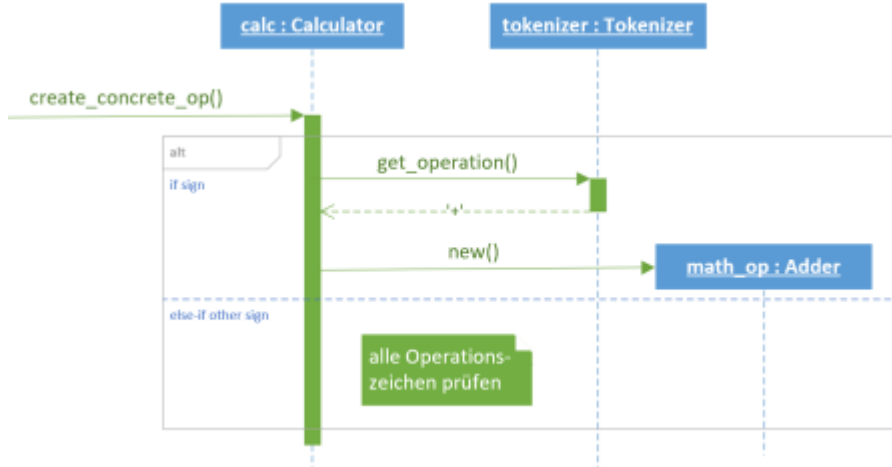 calc : Calculator
tokenizer : Tokenizer
create_concrete_op()
alt
get_operation()
if sign
'+'
new()
math_op : Adder
else-if other sign
alle Operations-
zeichen prüfen